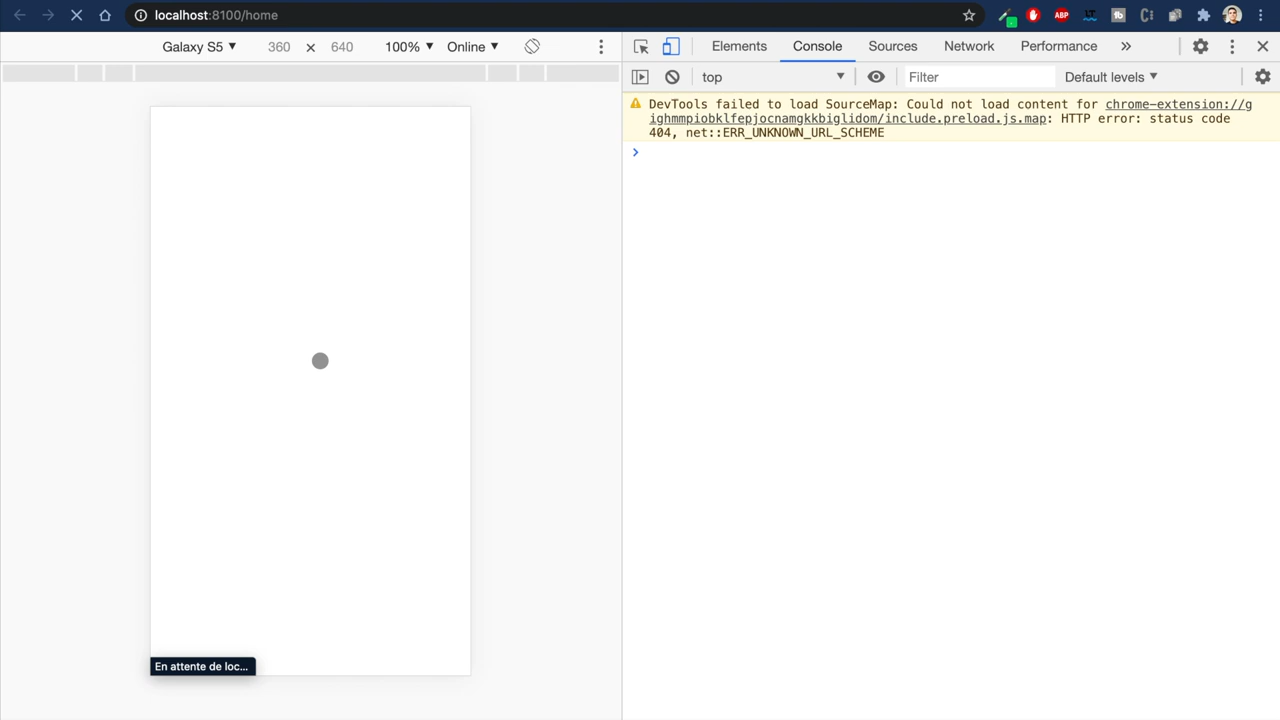 localhost:8100/home
ABP
Galaxy S5 360 × 640 100% Online
Elements Console Sources Network Performance »
top Filter Default levels
DevTools failed to load SourceMap: Could not load content for chrome-extension://g
ighmmpiobklfepjocnamgkkbiglidom/include.preload.js.map: HTTP error: status code
404, net::ERR_UNKNOWN_URL_SCHEME
>
En attente de loc...